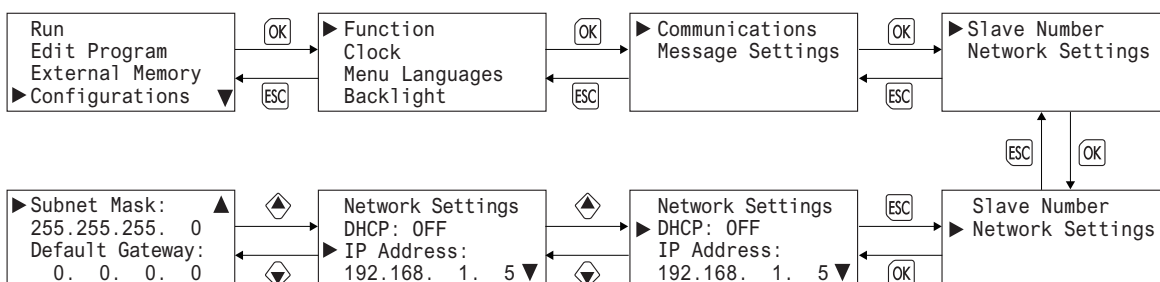 Run
Edit Program
External Memory
Configurations
OK
ESC
Function
Clock
Menu Languages
Backlight
OK
ESC
Communications
Message Settings
OK
ESC
Slave Number
Network Settings
ESC
OK
Subnet Mask:
255.255.255. 0
Default Gateway:
0. 0. 0. 0
Network Settings
DHCP: OFF
IP Address:
192.168. 1. 5
Network Settings
DHCP: OFF
IP Address:
192.168. 1. 5
ESC
OK
Slave Number
Network Settings